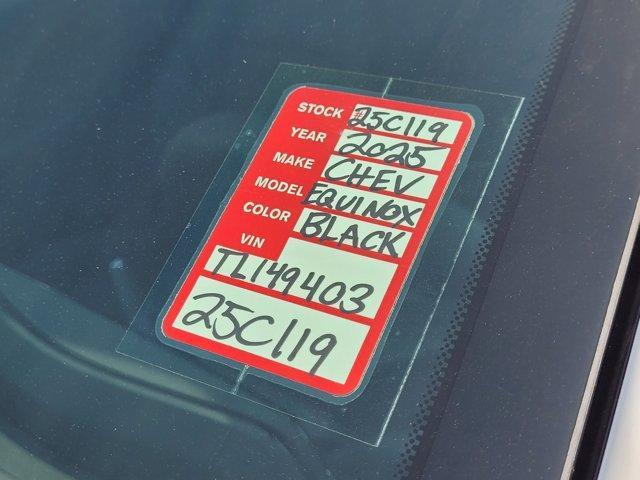 STOCK #25C119
YEAR 2025
MAKE CHEV
MODEL EQUINOX
COLOR BLACK
VIN
TL149403
25C119